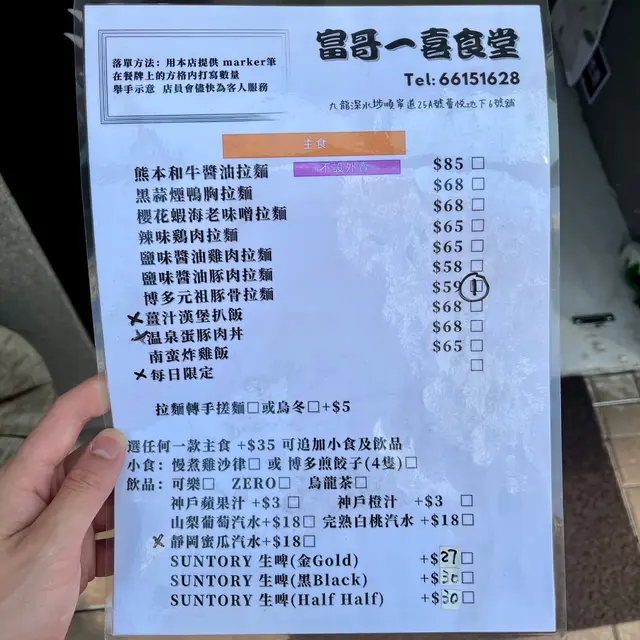 落單方法：用本店提供 marker筆
在餐牌上的方格內打寫數量
舉手示意 店員會儘快為客人服務
富哥一喜食堂
Tel: 66151628
九龍深水埗順寧道25A號薈悅地下6號舖
主食
不設外賣
熊本和牛醬油拉麵 $85 □
黑蒜煙鴨胸拉麵 $68 □
櫻花蝦海老味噌拉麵 $68 □
辣味鷄肉拉麵 $65 □
鹽味醬油雞肉拉麵 $65 □
鹽味醬油豚肉拉麵 $58 □
博多元祖豚骨拉麵 $59 □ 1
✗薑汁漢堡扒飯 $68 □
✗溫泉蛋豚肉丼 $68 □
南蛮炸雞飯 $65 □
✗每日限定 □
拉麵轉手搓麵□或烏冬□+$5
選任何一款主食 +$35 可追加小食及飲品
小食：慢煮雞沙律□ 或 博多煎餃子(4隻)□
飲品：可樂□ ZERO□ 烏龍茶□
神戶蘋果汁 +$3 □ 神戶橙汁 +$3 □
山梨葡萄汽水 +$18□ 完熟白桃汽水 +$18□
✗ 靜岡蜜瓜汽水+$18□
SUNTORY 生啤(金Gold) +$27□
SUNTORY 生啤(黑Black) +$30□
SUNTORY 生啤(Half Half) +$30□